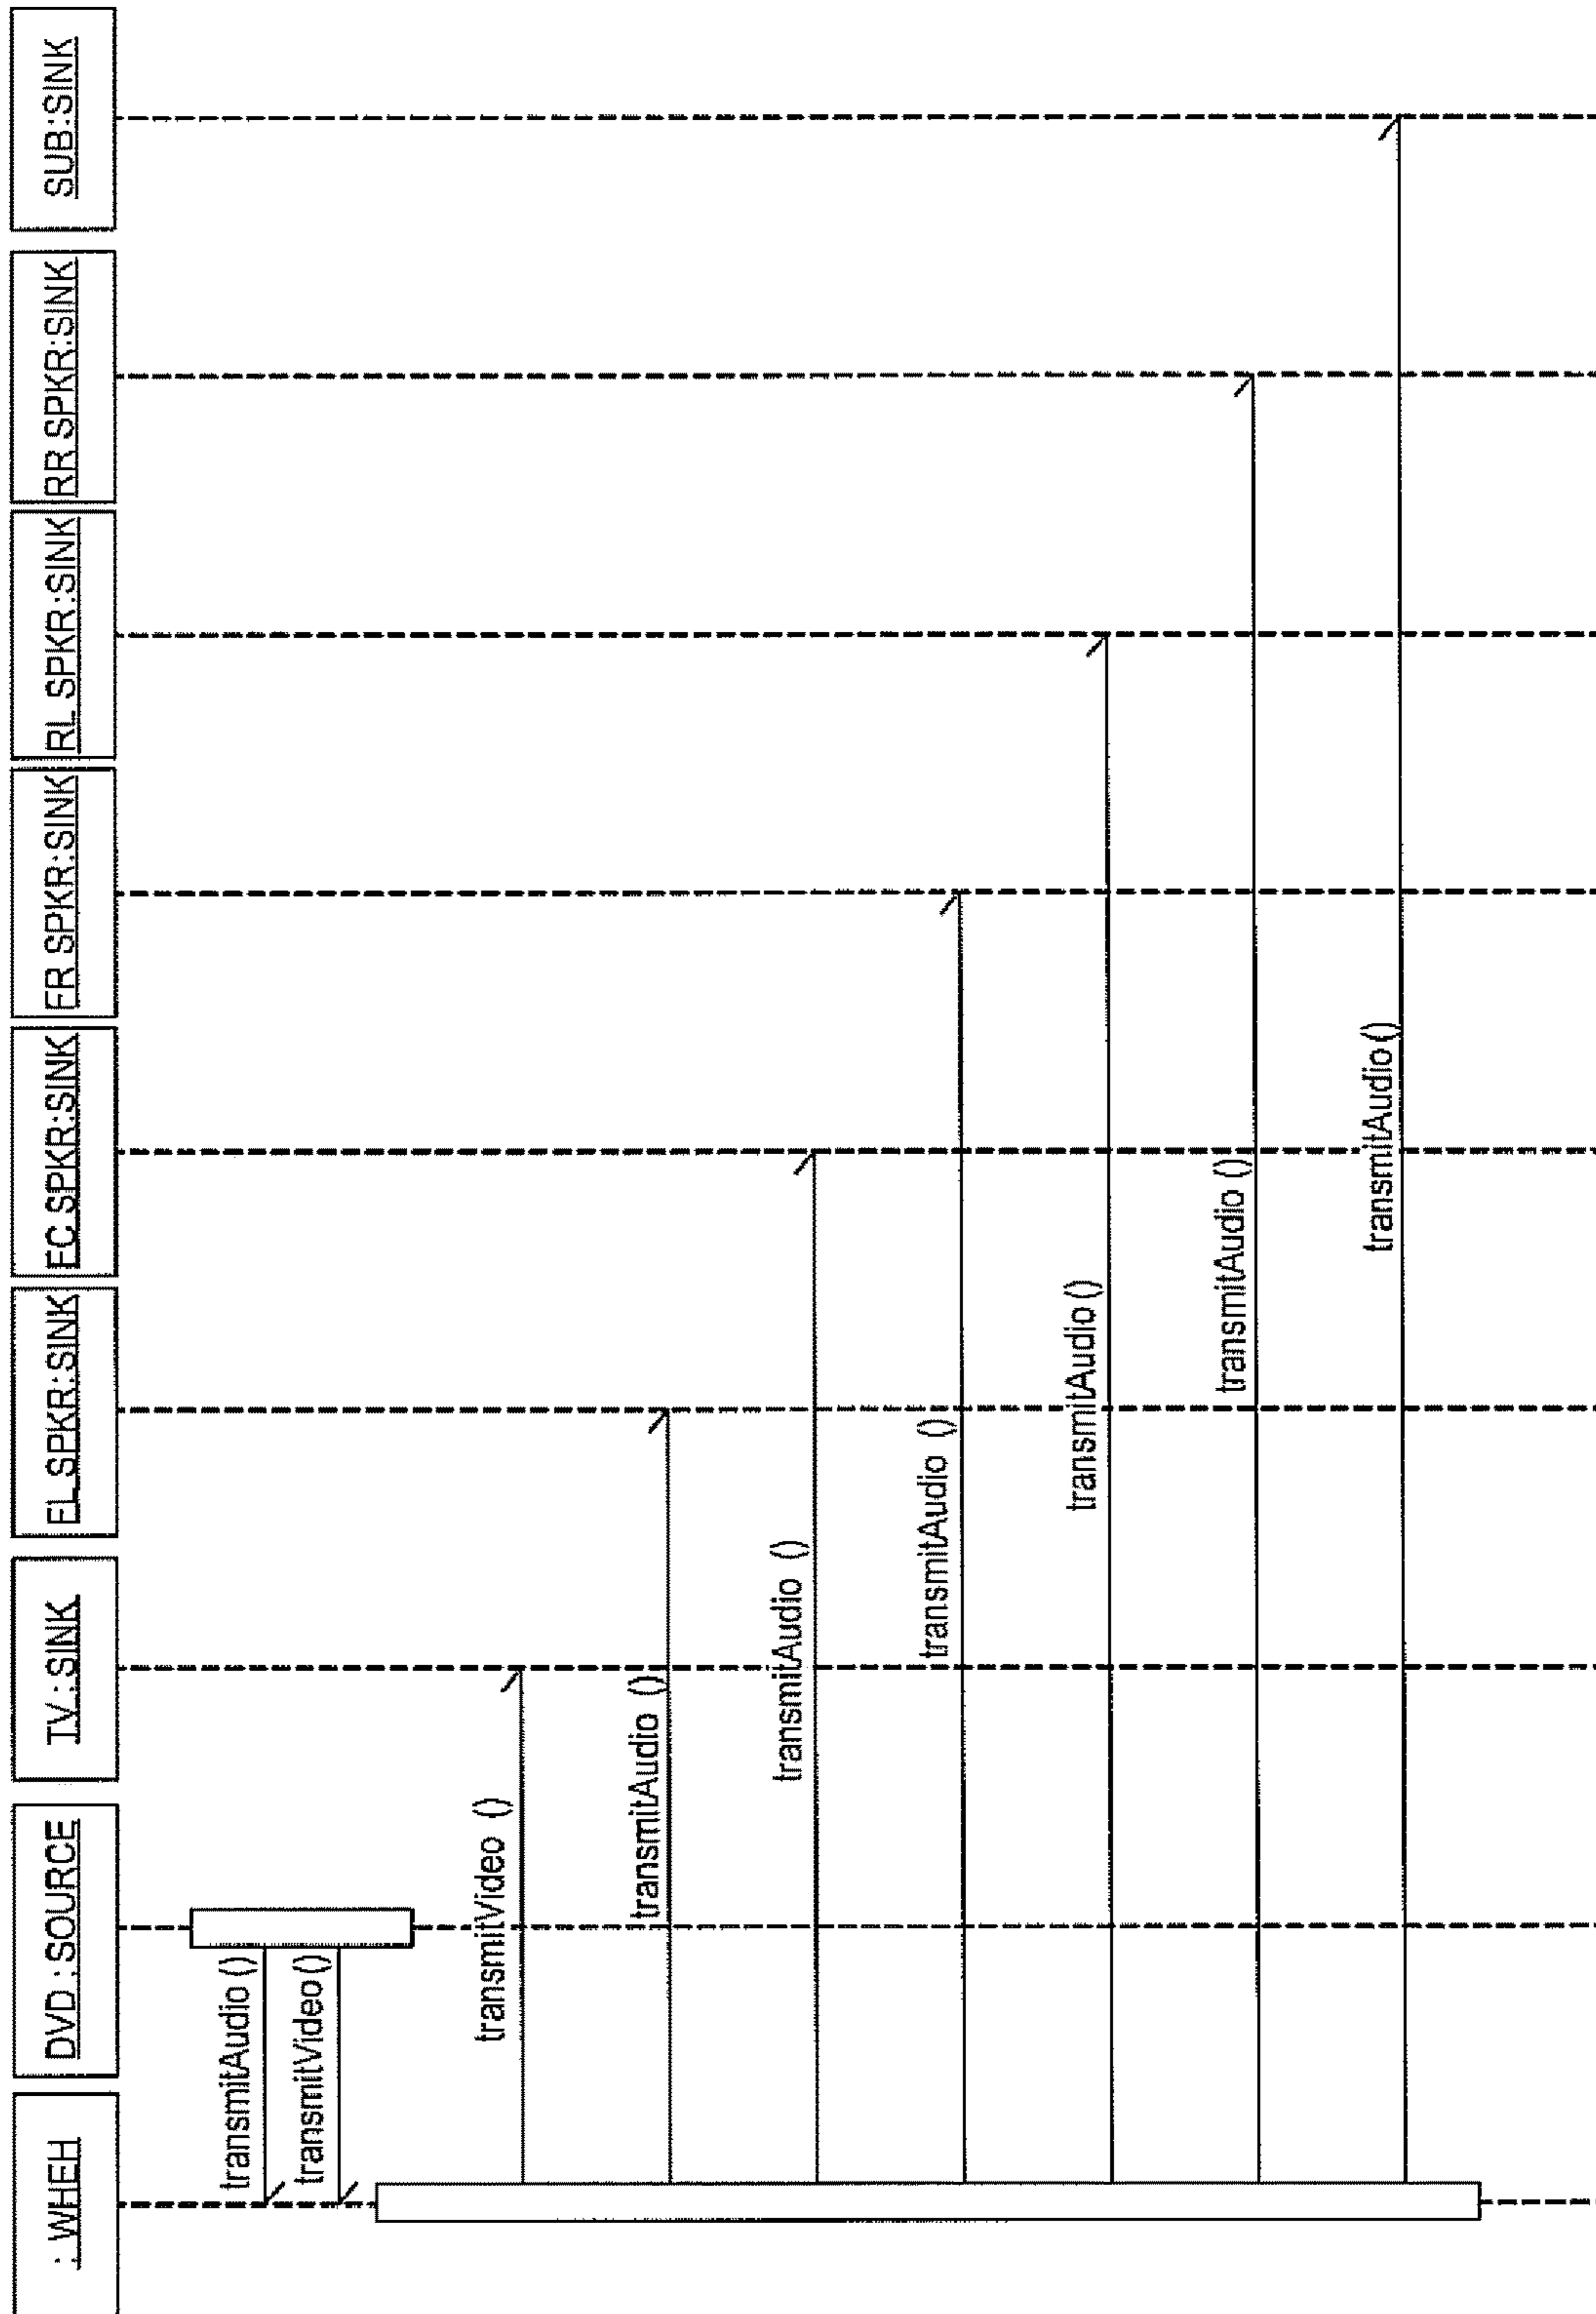 : WHEH
DVD : SOURCE
TV : SINK
FL SPKR:SINK
FC SPKR:SINK
FR SPKR:SINK
RL SPKR:SINK
RR SPKR:SINK
SUB:SINK
transmitAudio ()
transmitVideo ()
transmitVideo ()
transmitAudio ()
transmitAudio ()
transmitAudio ()
transmitAudio ()
transmitAudio ()
transmitAudio ()